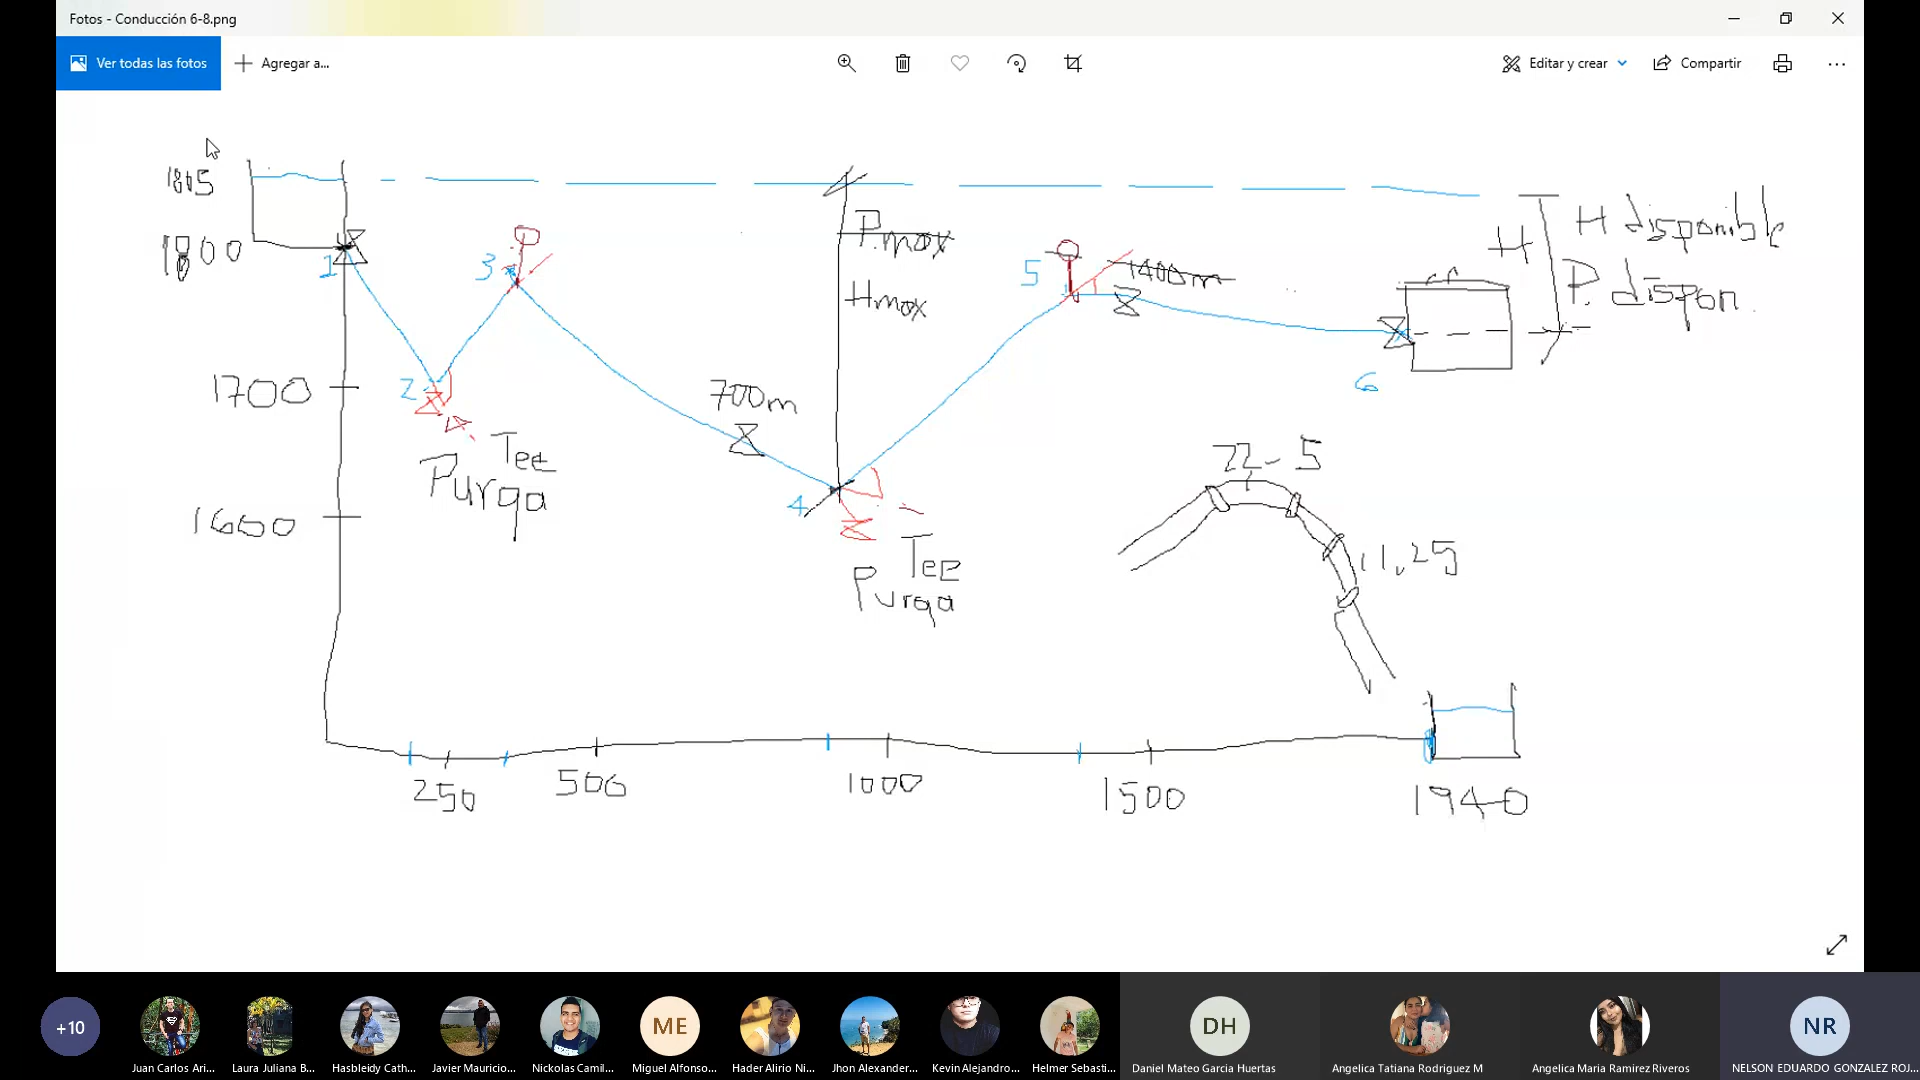 Fotos - Conducción 6-8.png
Ver todas las fotos
Agregar a...
Editar y crear
Compartir
1805
1800
1
3
5
1400m
P.max
Hmax
H
H disponible
P. dispon.
1700
2
700m
6
Tee
Purga
22-5
1600
4
Tee
Purga
11,25
250
500
1000
1500
1940
+10
ME
DH
NR
Juan Carlos Ari...
Laura Juliana B...
Hasbleidy Cath...
Javier Mauricio...
Nickolas Camil...
Miguel Alfonso...
Hader Alirio Ni...
Jhon Alexander...
Kevin Alejandro...
Helmer Sebasti...
Daniel Mateo Garcia Huertas
Angelica Tatiana Rodriguez M
Angelica Maria Ramirez Riveros
NELSON EDUARDO GONZALEZ ROJ...